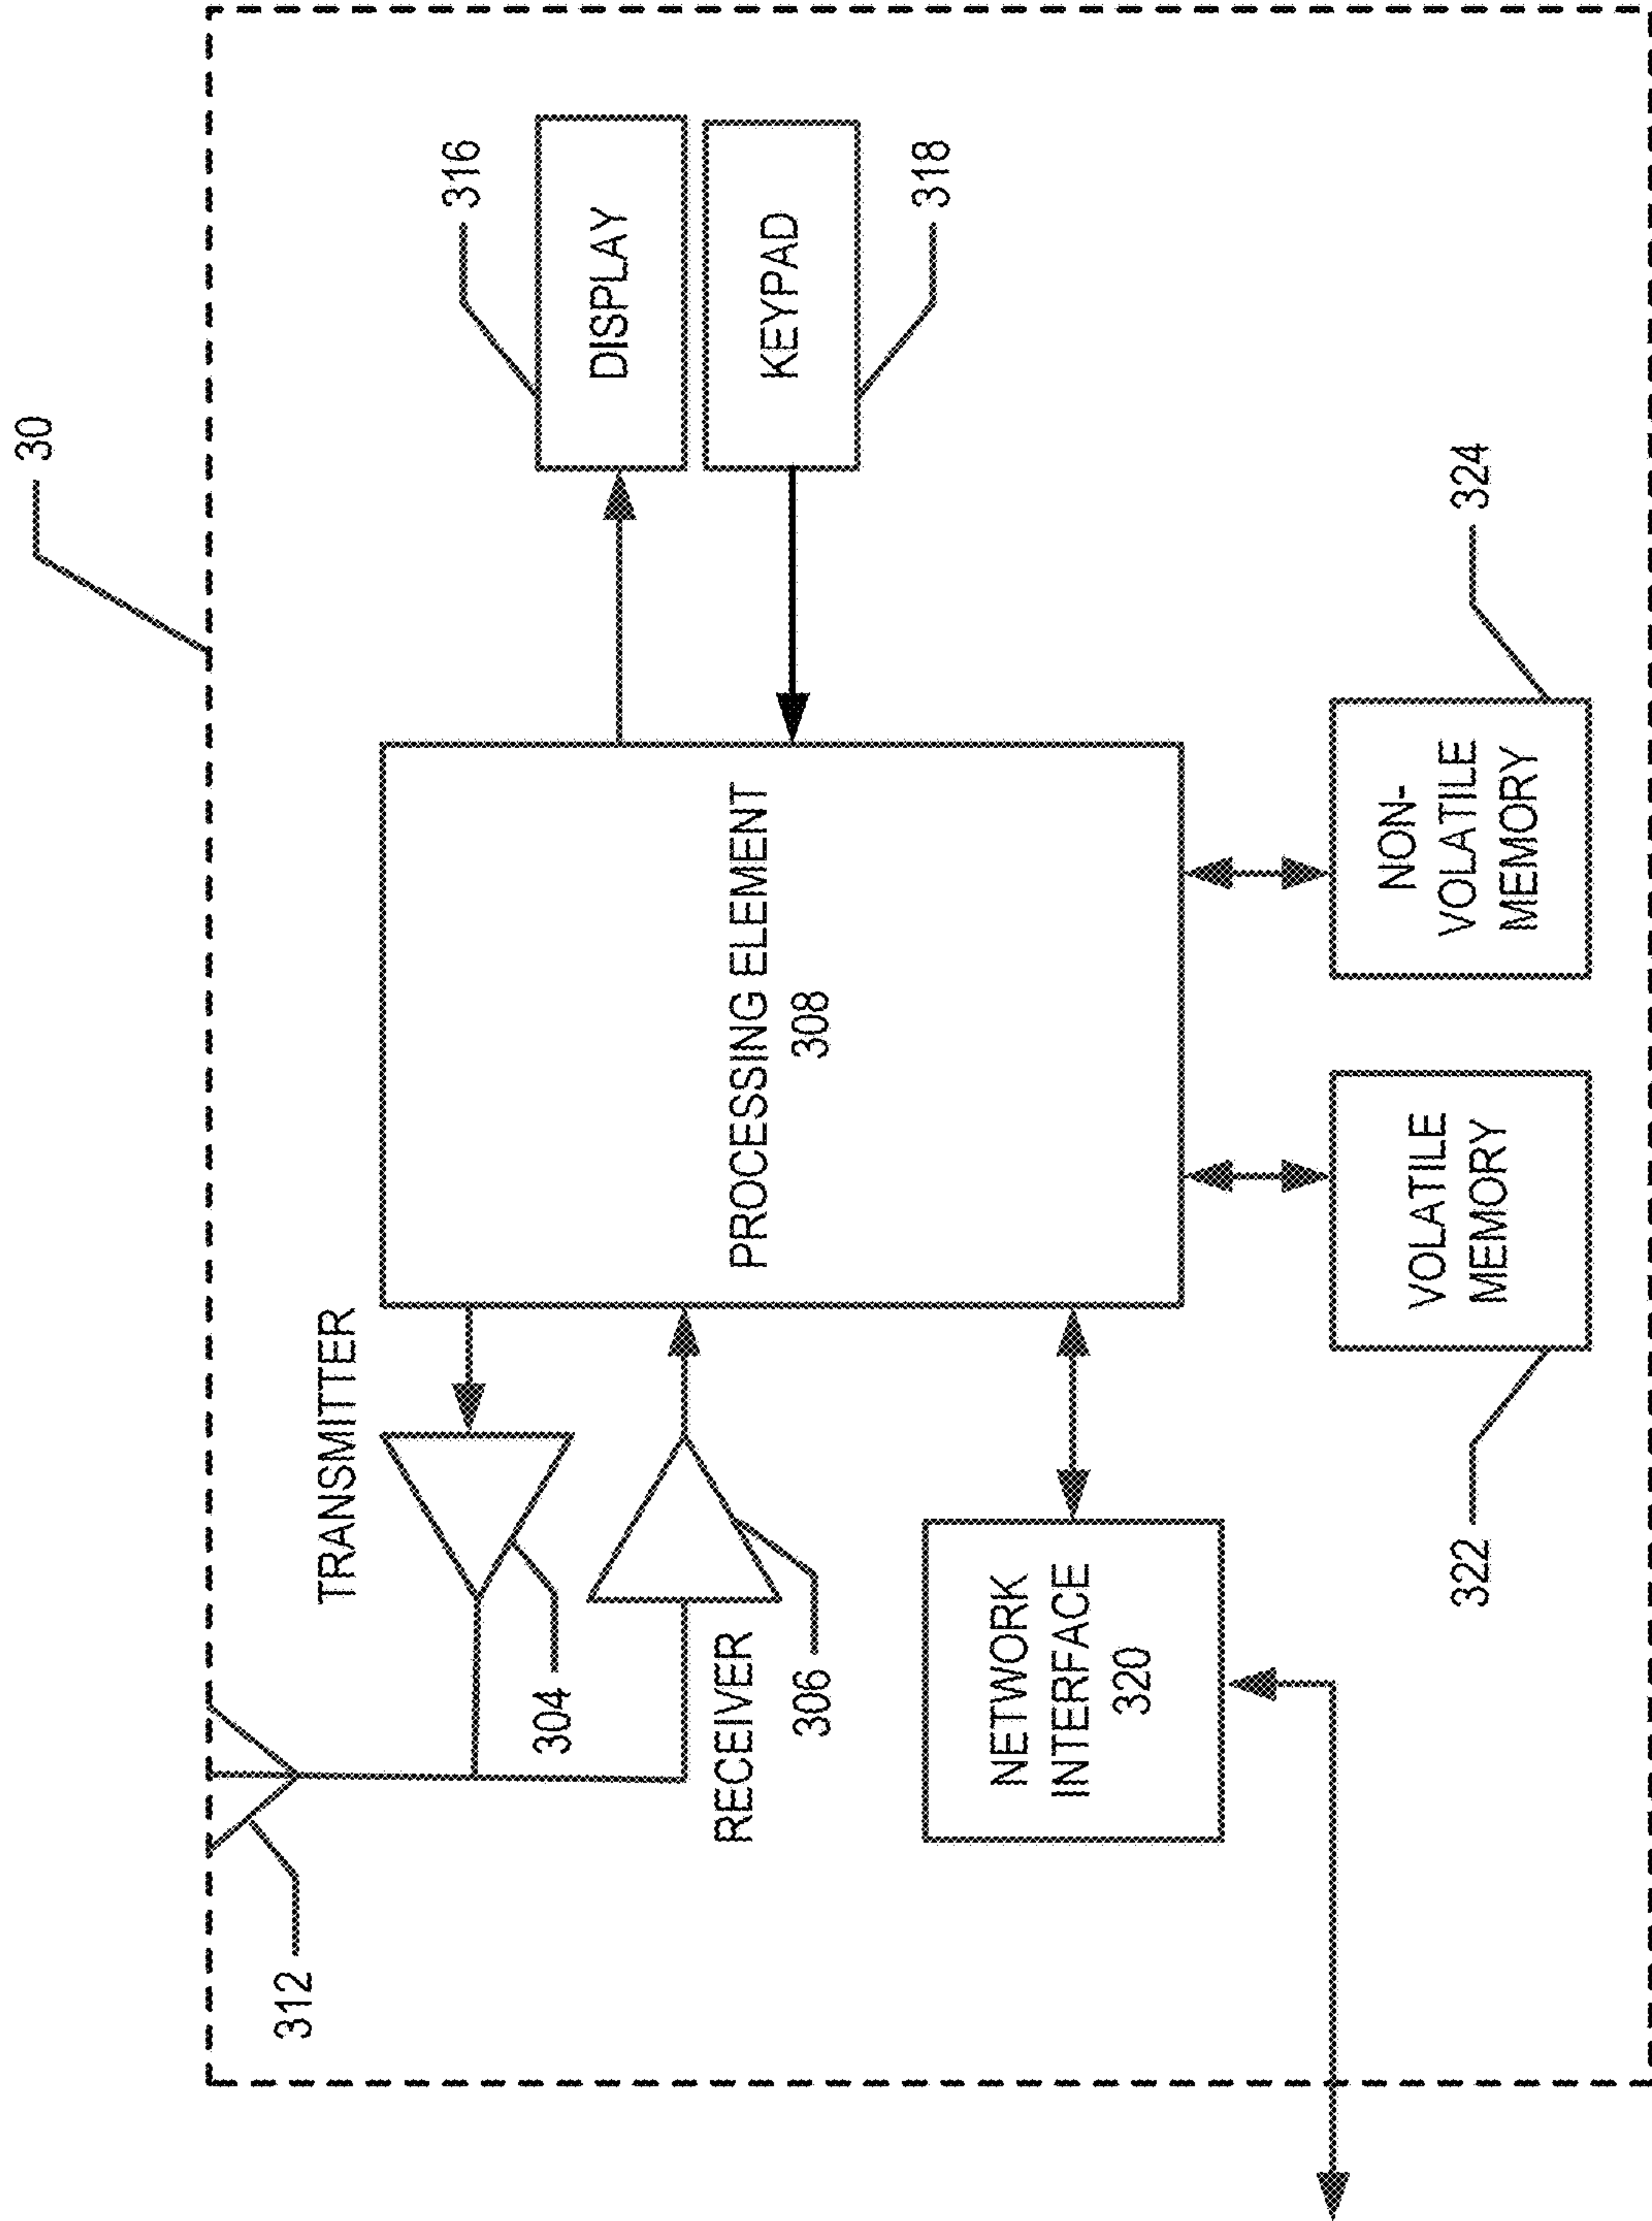 30
312
TRANSMITTER
304
RECEIVER
306
PROCESSING ELEMENT
308
316
DISPLAY
KEYPAD
318
NETWORK
INTERFACE
320
322
VOLATILE
MEMORY
NON-
VOLATILE
MEMORY
324